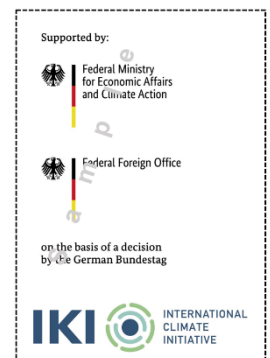 Supported by:
Federal Ministry
for Economic Affairs
and Climate Action
Federal Foreign Office
on the basis of a decision
by the German Bundestag
sample
IKI
INTERNATIONAL
CLIMATE
INITIATIVE